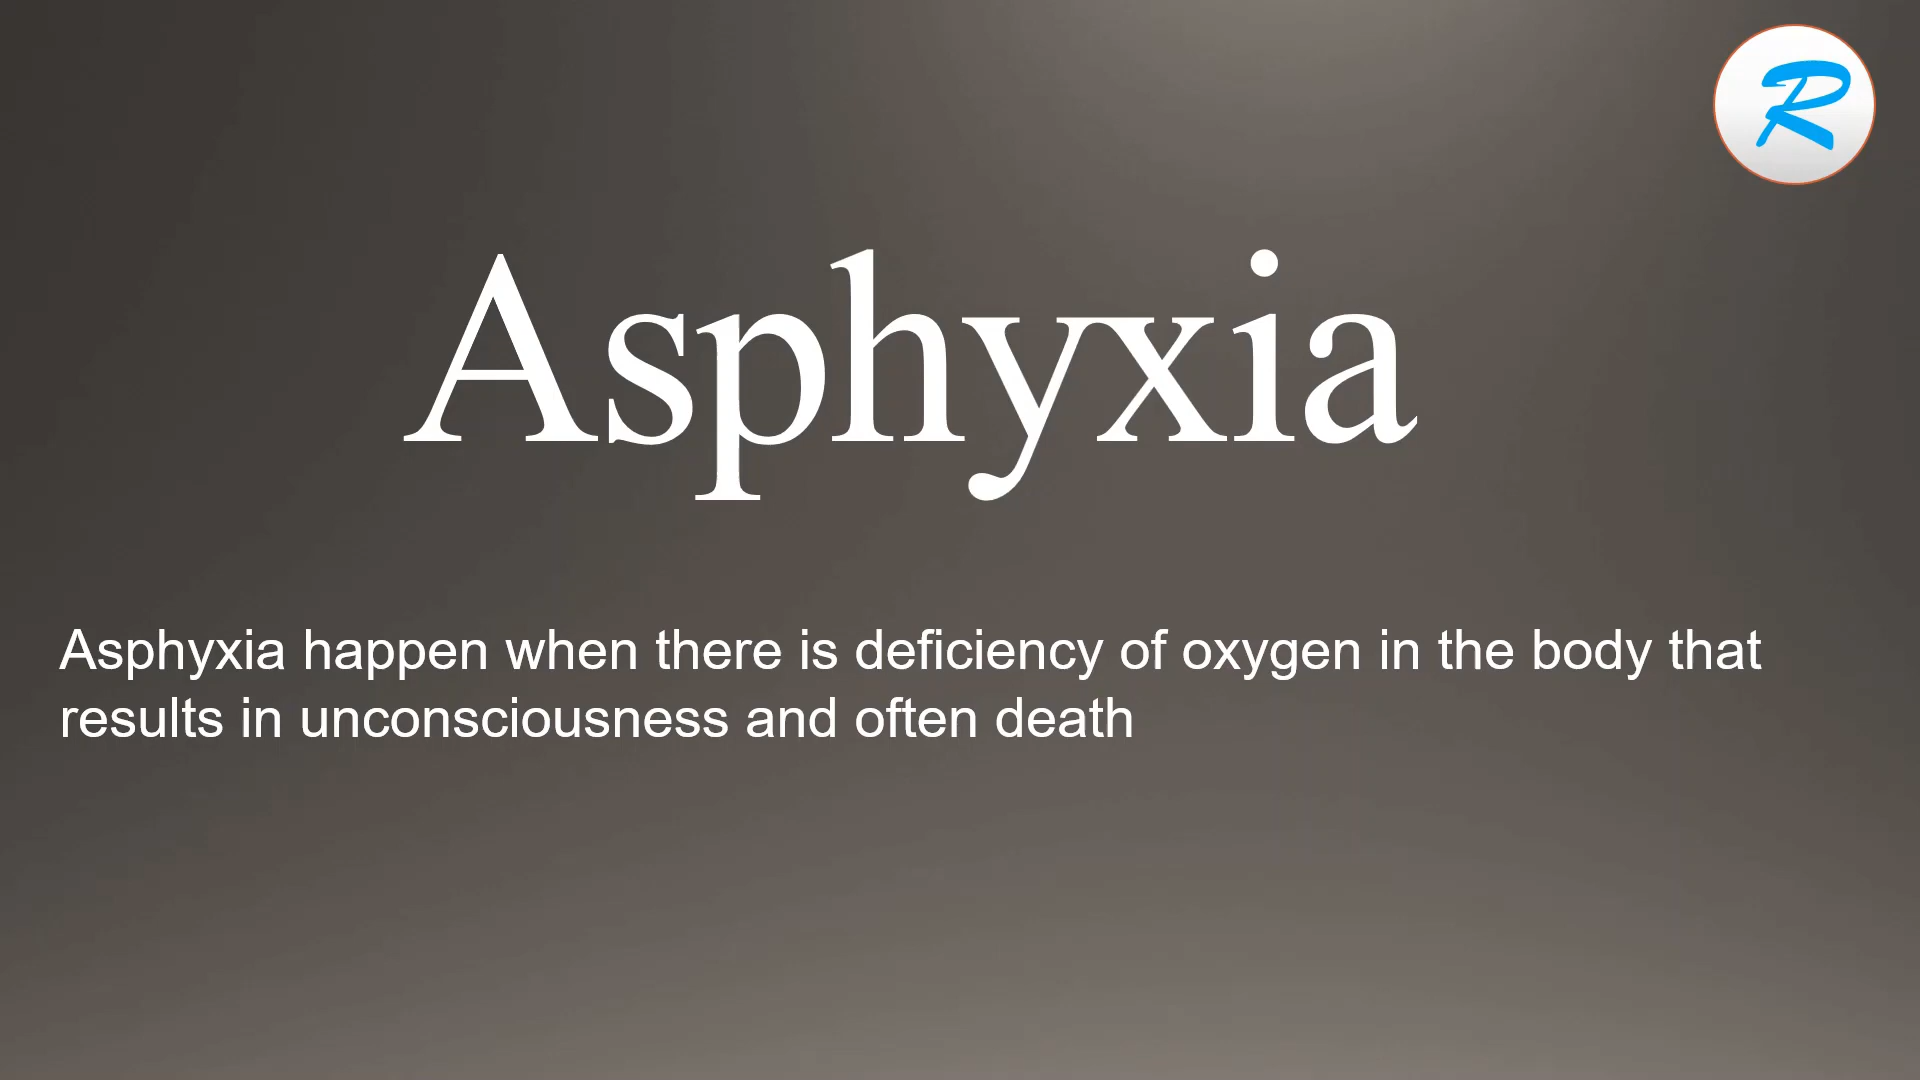 R
Asphyxia
Asphyxia happen when there is deficiency of oxygen in the body that
results in unconsciousness and often death